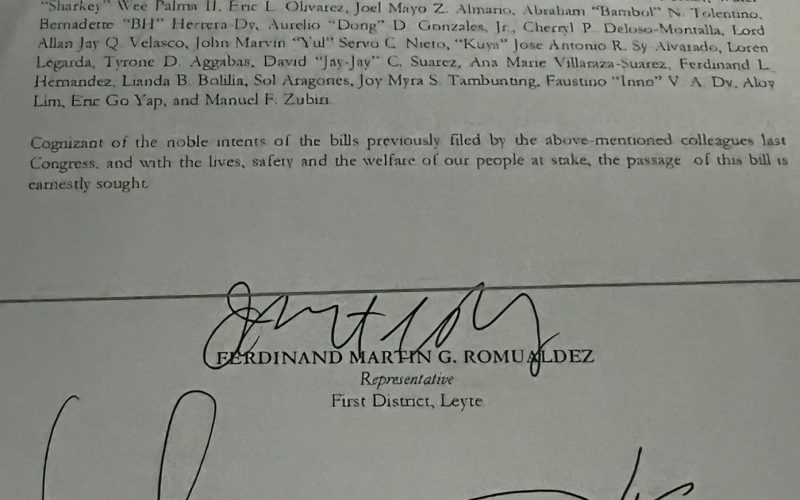 "Sharkey" Wee Palma II, Eric L. Olivarez, Joel Mayo Z. Almario, Abraham "Bambol" N. Tolentino,
Bernadette "BH" Herrera-Dy, Aurelio "Dong" D. Gonzales, Jr., Cherryl P. Deloso-Montalla, Lord
Allan Jay Q. Velasco, John Marvin "Yul" Servo C. Nieto, "Kuya" Jose Antonio R. Sy-Alvarado, Loren
Legarda, Tyrone D. Aggabas, David "Jay-Jay" C. Suarez, Ana Marie Villaraza-Suarez, Ferdinand L.
Hernandez, Lianda B. Bolilia, Sol Aragones, Joy Myra S. Tambunting, Faustino "Inno" V. A. Dy, Aloy
Lim, Eric Go Yap, and Manuel F. Zubiri.
Cognizant of the noble intents of the bills previously filed by the above-mentioned colleagues last
Congress, and with the lives, safety and the welfare of our people at stake, the passage of this bill is
earnestly sought.
FERDINAND MARTIN G. ROMUALDEZ
Representative
First District, Leyte